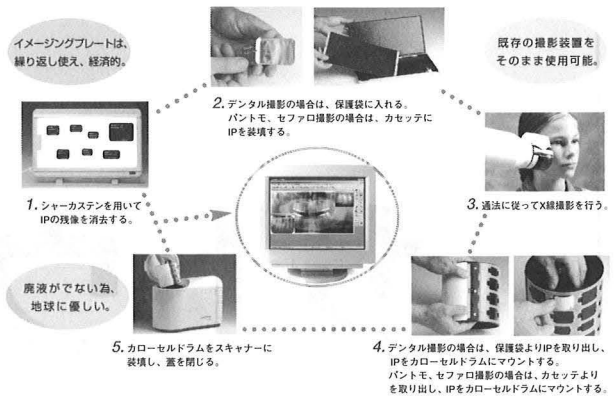 イメージングプレートは、
繰り返し使え、経済的。
既存の撮影装置を
そのまま使用可能。
1. シャーカステンを用いて
IPの残像を消去する。
2. デンタル撮影の場合は、保護袋に入れる。
パントモ、セファロ撮影の場合は、カセッテに
IPを装填する。
3. 通法に従ってX線撮影を行う。
4. デンタル撮影の場合は、保護袋よりIPを取り出し、
IPをカローセルドラムにマウントする。
パントモ、セファロ撮影の場合は、カセッテより
を取り出し、IPをカローセルドラムにマウントする。
5. カローセルドラムをスキャナーに
装填し、蓋を閉じる。
廃液がでない為、
地球に優しい。